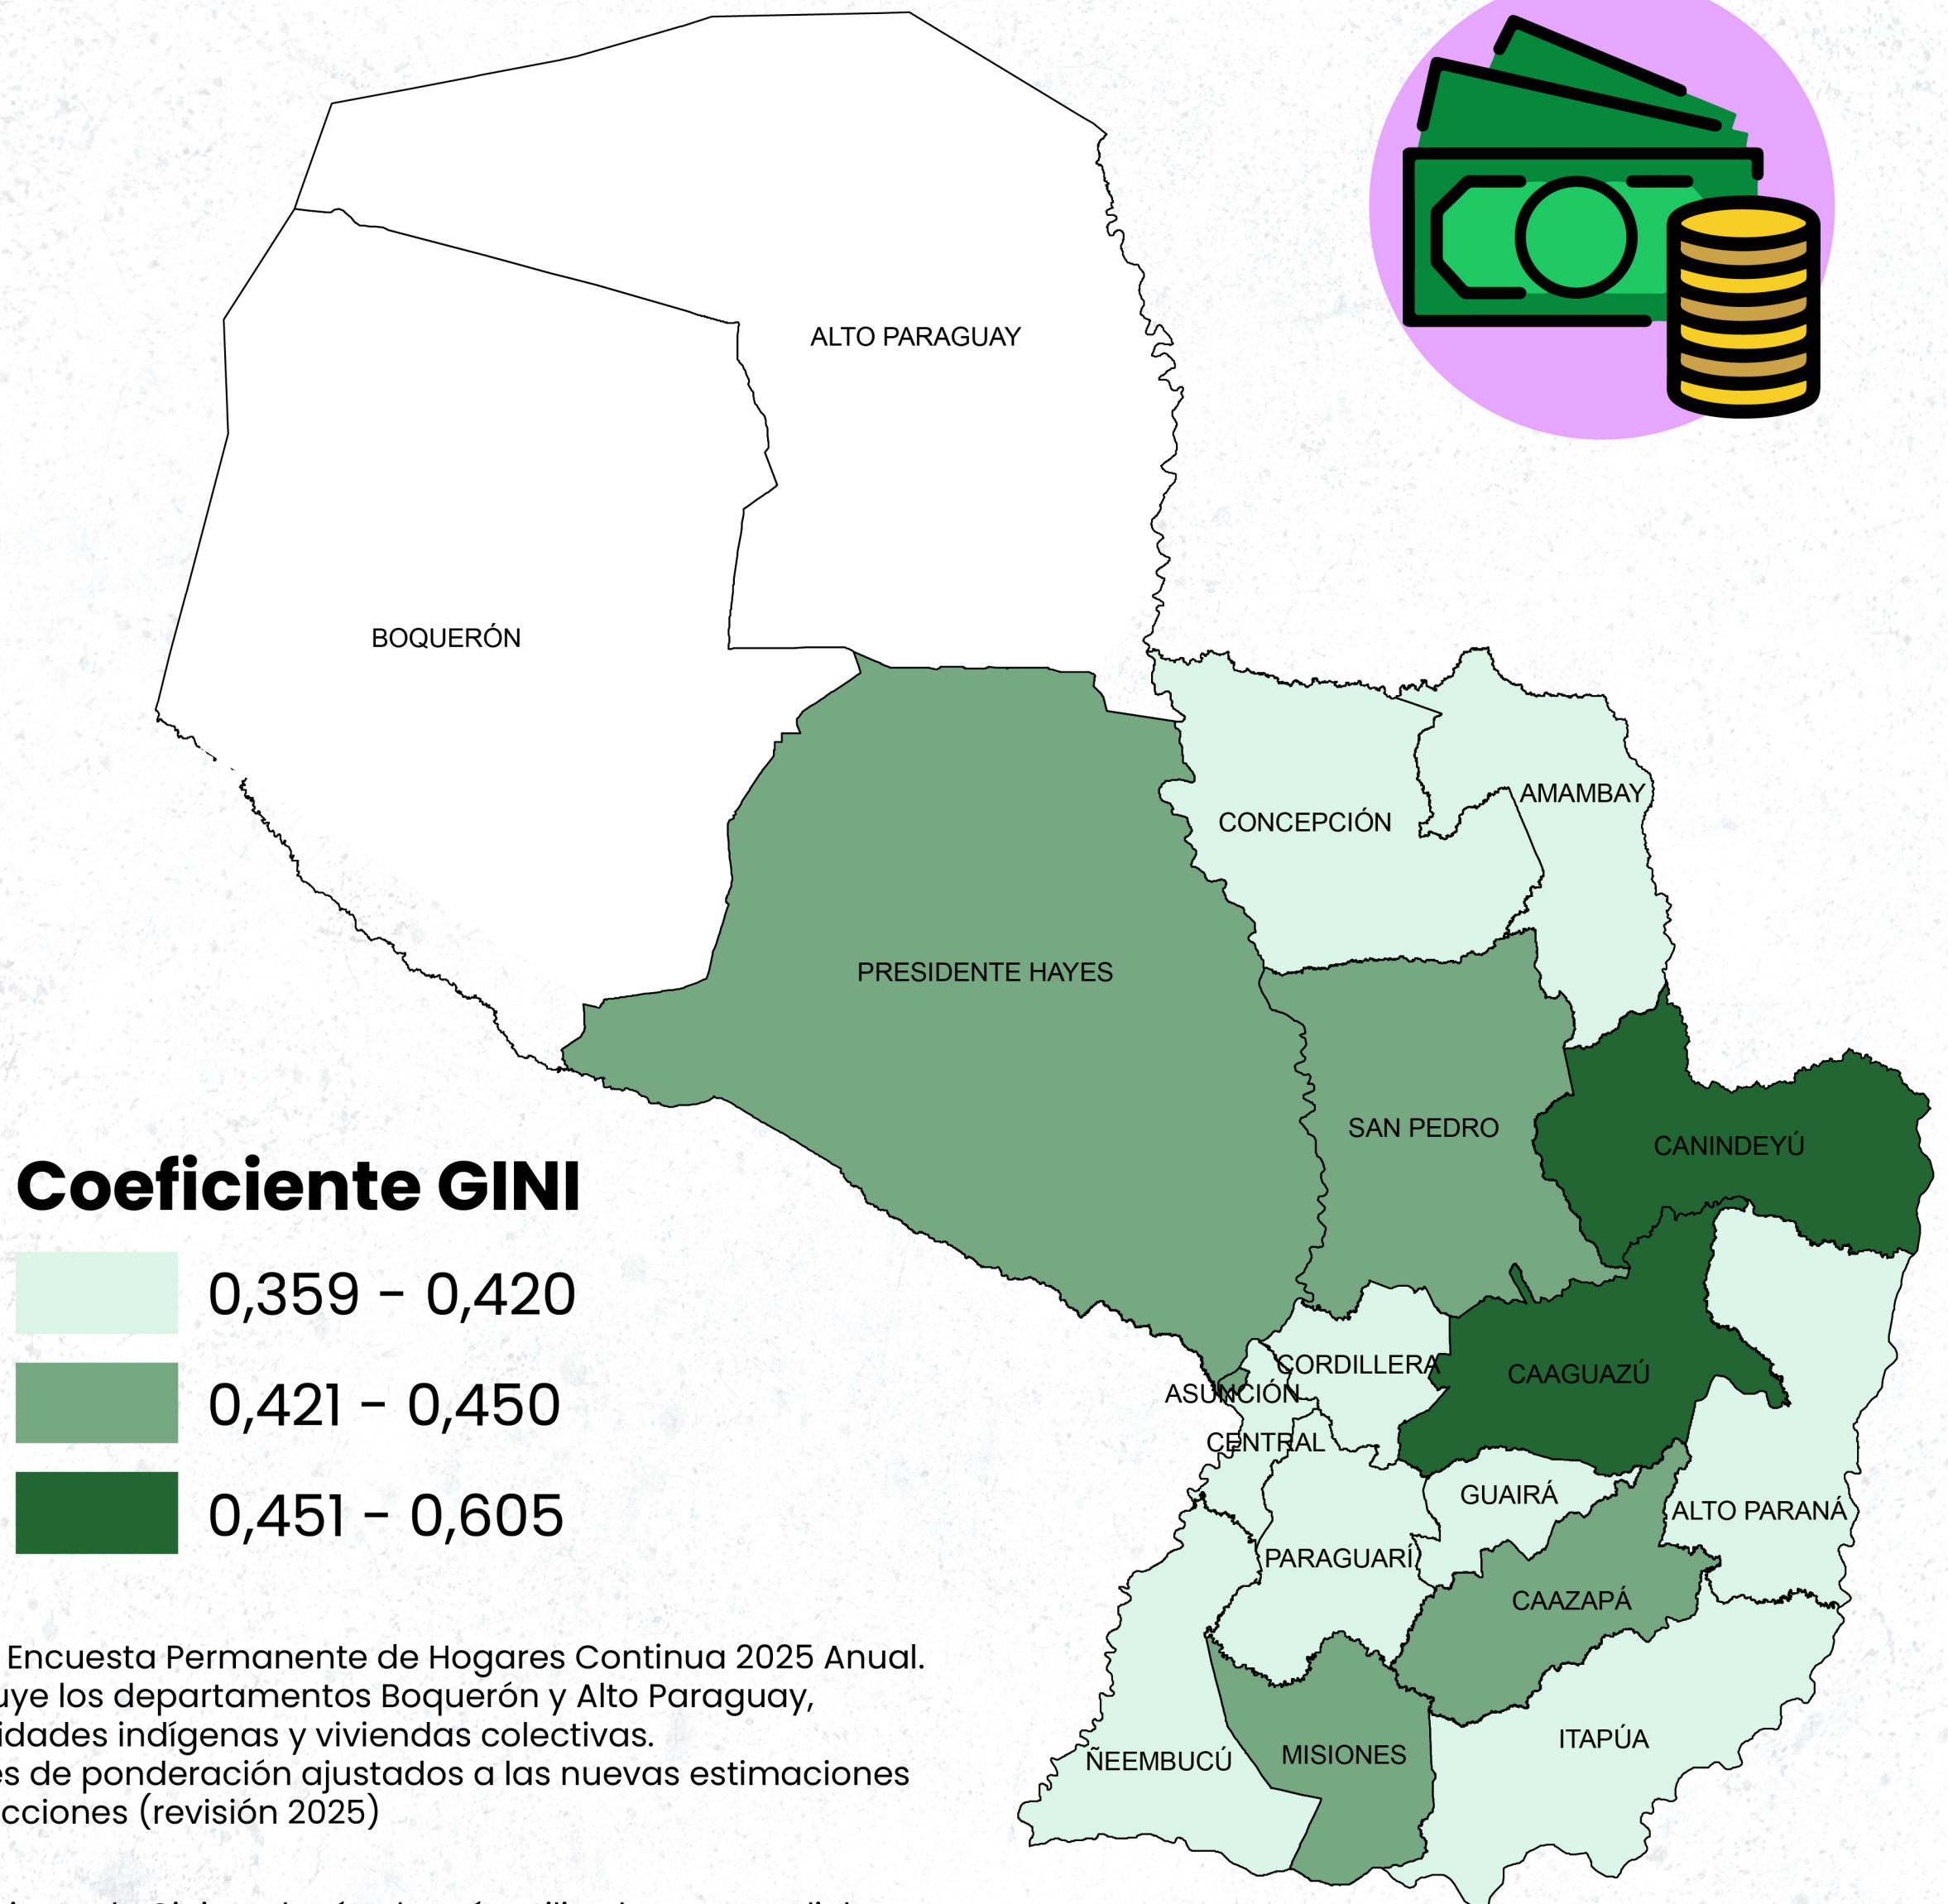 ALTO PARAGUAY
BOQUERÓN
AMAMBAY
CONCEPCIÓN
PRESIDENTE HAYES
SAN PEDRO
CANINDEYÚ
CORDILLERA
CAAGUAZÚ
ASUNCIÓN
CENTRAL
GUAIRÁ
ALTO PARANÁ
PARAGUARÍ
CAAZAPÁ
ITAPÚA
MISIONES
ÑEEMBUCÚ
Coeficiente GINI
0,359 - 0,420
0,421 - 0,450
0,451 - 0,605
Encuesta Permanente de Hogares Continua 2025 Anual.
uye los departamentos Boquerón y Alto Paraguay,
idades indígenas y viviendas colectivas.
es de ponderación ajustados a las nuevas estimaciones
cciones (revisión 2025)